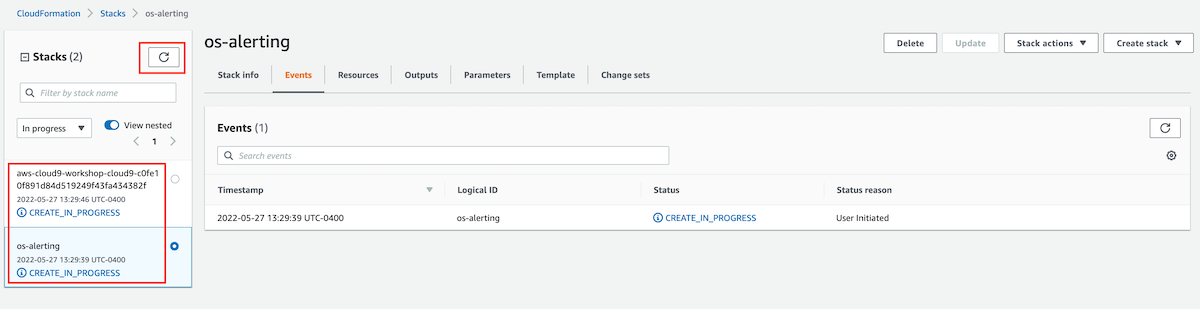 CloudFormation > Stacks > os-alerting
Stacks (2)
Filter by stack name
In progress
View nested
1
aws-cloud9-workshop-cloud9-c0fe1
0f891d84d519249f43fa434382f
2022-05-27 13:29:46 UTC-0400
CREATE_IN_PROGRESS
os-alerting
2022-05-27 13:29:39 UTC-0400
CREATE_IN_PROGRESS
os-alerting
Delete Update Stack actions Create stack
Stack info Events Resources Outputs Parameters Template Change sets
Events (1)
Search events
Timestamp Logical ID Status Status reason
2022-05-27 13:29:39 UTC-0400 os-alerting CREATE_IN_PROGRESS User Initiated